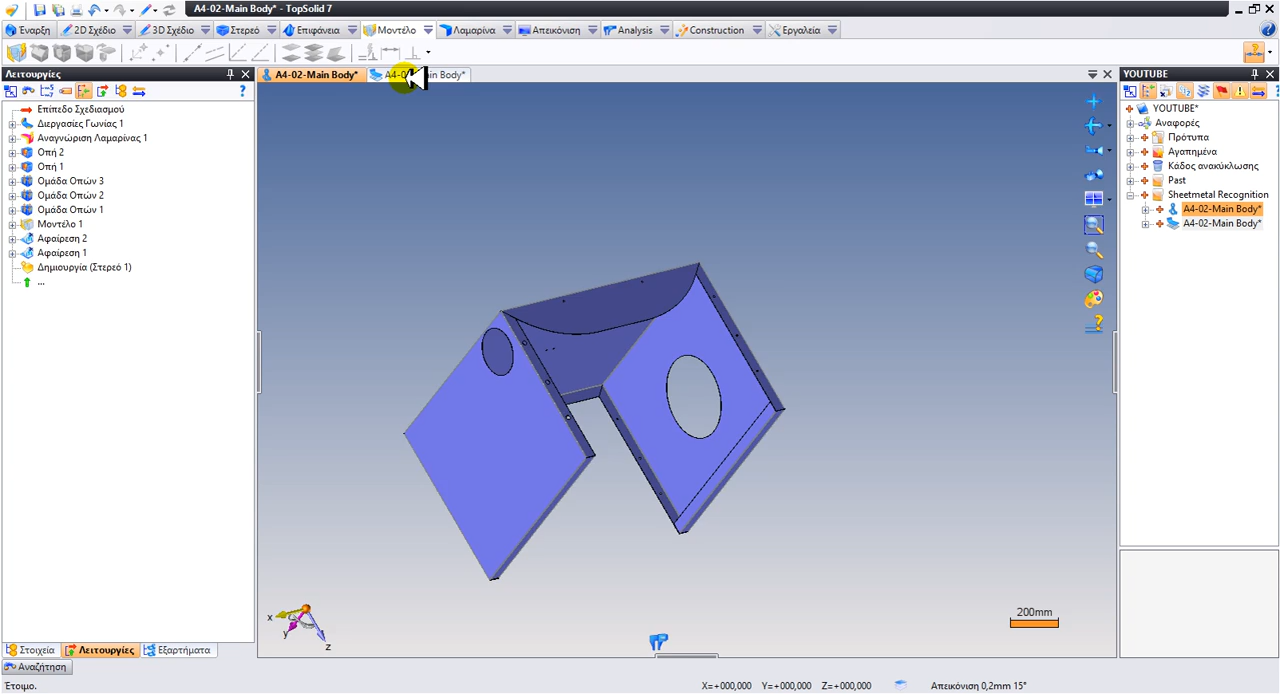 A4-02-Main Body* - TopSolid 7
Έναρξη 2D Σχέδιο 3D Σχέδιο Στερεό Επιφάνεια Μοντέλο Λαμαρίνα Απεικόνιση Analysis Construction Εργαλεία
Λειτουργίες
A4-02-Main Body*
YOUTUBE
Επίπεδο Σχεδιασμού
Διεργασίες Γωνίας 1
Αναγνώριση Λαμαρίνας 1
Οπή 2
Οπή 1
Ομάδα Οπών 3
Ομάδα Οπών 2
Ομάδα Οπών 1
Μοντέλο 1
Αφαίρεση 2
Αφαίρεση 1
Δημιουργία (Στερεό 1)
...
YOUTUBE*
Αναφορές
Πρότυπα
Αγαπημένα
Κάδος ανακύκλωσης
Past
Sheetmetal Recognition
A4-02-Main Body*
A4-02-Main Body*
200mm
x
y
z
Στοιχεία Λειτουργίες Εξαρτήματα
Αναζήτηση
Έτοιμο.
X=+000,000 Y=+000,000 Z=+000,000 Απεικόνιση 0,2mm 15°